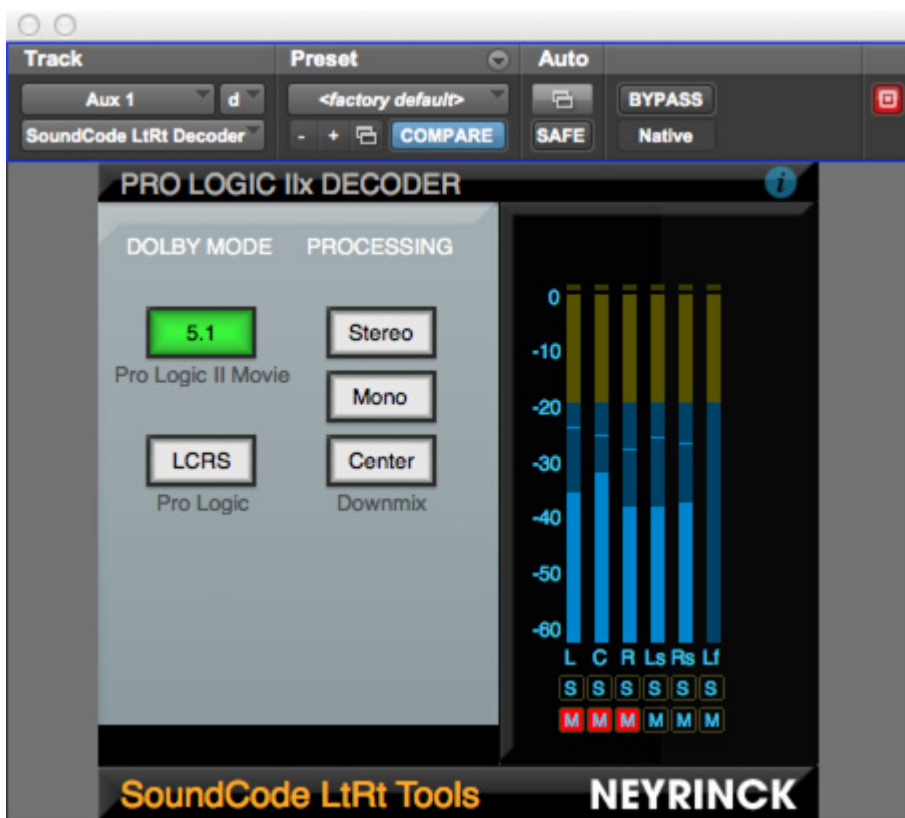 Track Preset Auto
Aux 1 d <factory default> BYPASS
SoundCode LtRt Decoder - + COMPARE SAFE Native
PRO LOGIC IIx DECODER i
DOLBY MODE PROCESSING
5.1 Stereo
Pro Logic II Movie
Mono
LCRS Center
Pro Logic Downmix
0
-10
-20
-30
-40
-50
-60
L C R Ls Rs Lf
S S S S S S
M M M M M M
SoundCode LtRt Tools NEYRINCK